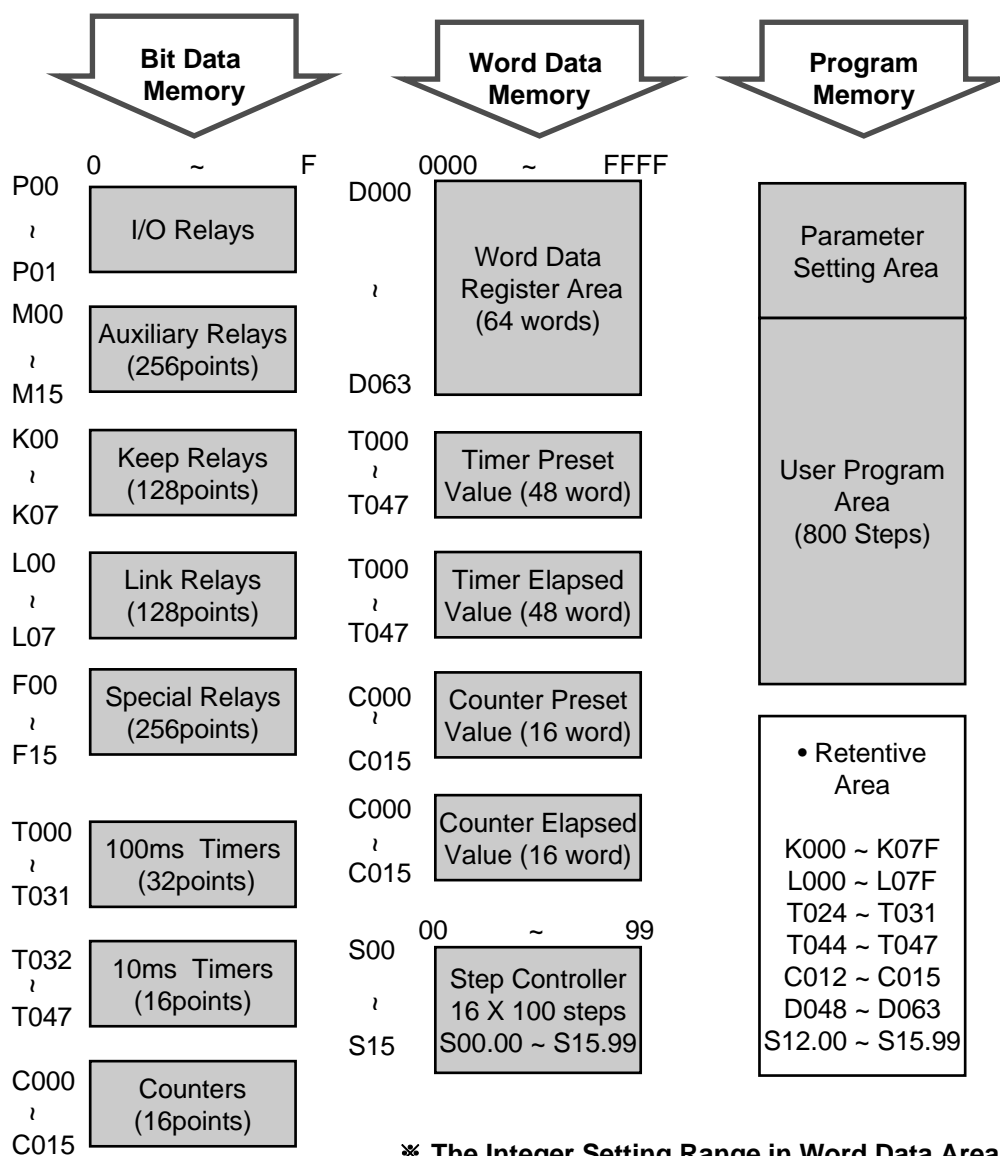 Bit Data
Memory
0 ~ F
P00
~
P01
I/O Relays
M00
~
M15
Auxiliary Relays
(256points)
K00
~
K07
Keep Relays
(128points)
L00
~
L07
Link Relays
(128points)
F00
~
F15
Special Relays
(256points)
T000
~
T031
100ms Timers
(32points)
T032
~
T047
10ms Timers
(16points)
C000
~
C015
Counters
(16points)
Word Data
Memory
0000 ~ FFFF
D000
~
D063
Word Data
Register Area
(64 words)
T000
~
T047
Timer Preset
Value (48 word)
T000
~
T047
Timer Elapsed
Value (48 word)
C000
~
C015
Counter Preset
Value (16 word)
C000
~
C015
Counter Elapsed
Value (16 word)
00 ~ 99
S00
~
S15
Step Controller
16 X 100 steps
S00.00 ~ S15.99
Program
Memory
Parameter
Setting Area
User Program
Area
(800 Steps)
• Retentive
Area
K000 ~ K07F
L000 ~ L07F
T024 ~ T031
T044 ~ T047
C012 ~ C015
D048 ~ D063
S12.00 ~ S15.99
※ The Integer Setting Range in Word Data Area